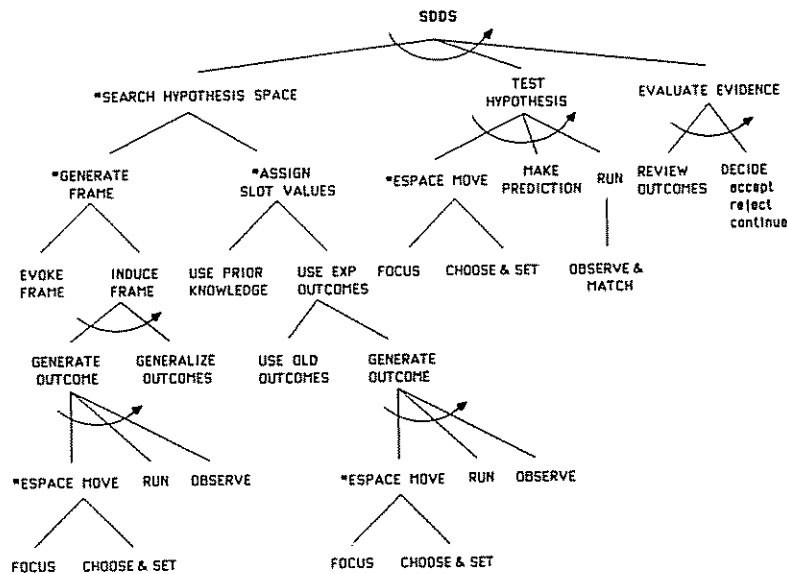 SDDS
*SEARCH HYPOTHESIS SPACE
TEST
HYPOTHESIS
EVALUATE EVIDENCE
*GENERATE
FRAME
*ASSIGN
SLOT VALUES
*ESPACE MOVE
MAKE
PREDICTION
RUN
REVIEW
OUTCOMES
DECIDE
accept
reject
continue
EVOKE
FRAME
INDUCE
FRAME
USE PRIOR
KNOWLEDGE
USE EXP
OUTCOMES
FOCUS
CHOOSE & SET
OBSERVE &
MATCH
GENERATE
OUTCOME
GENERALIZE
OUTCOMES
USE OLD
OUTCOMES
GENERATE
OUTCOME
*ESPACE MOVE
RUN
OBSERVE
*ESPACE MOVE
RUN
OBSERVE
FOCUS
CHOOSE & SET
FOCUS
CHOOSE & SET